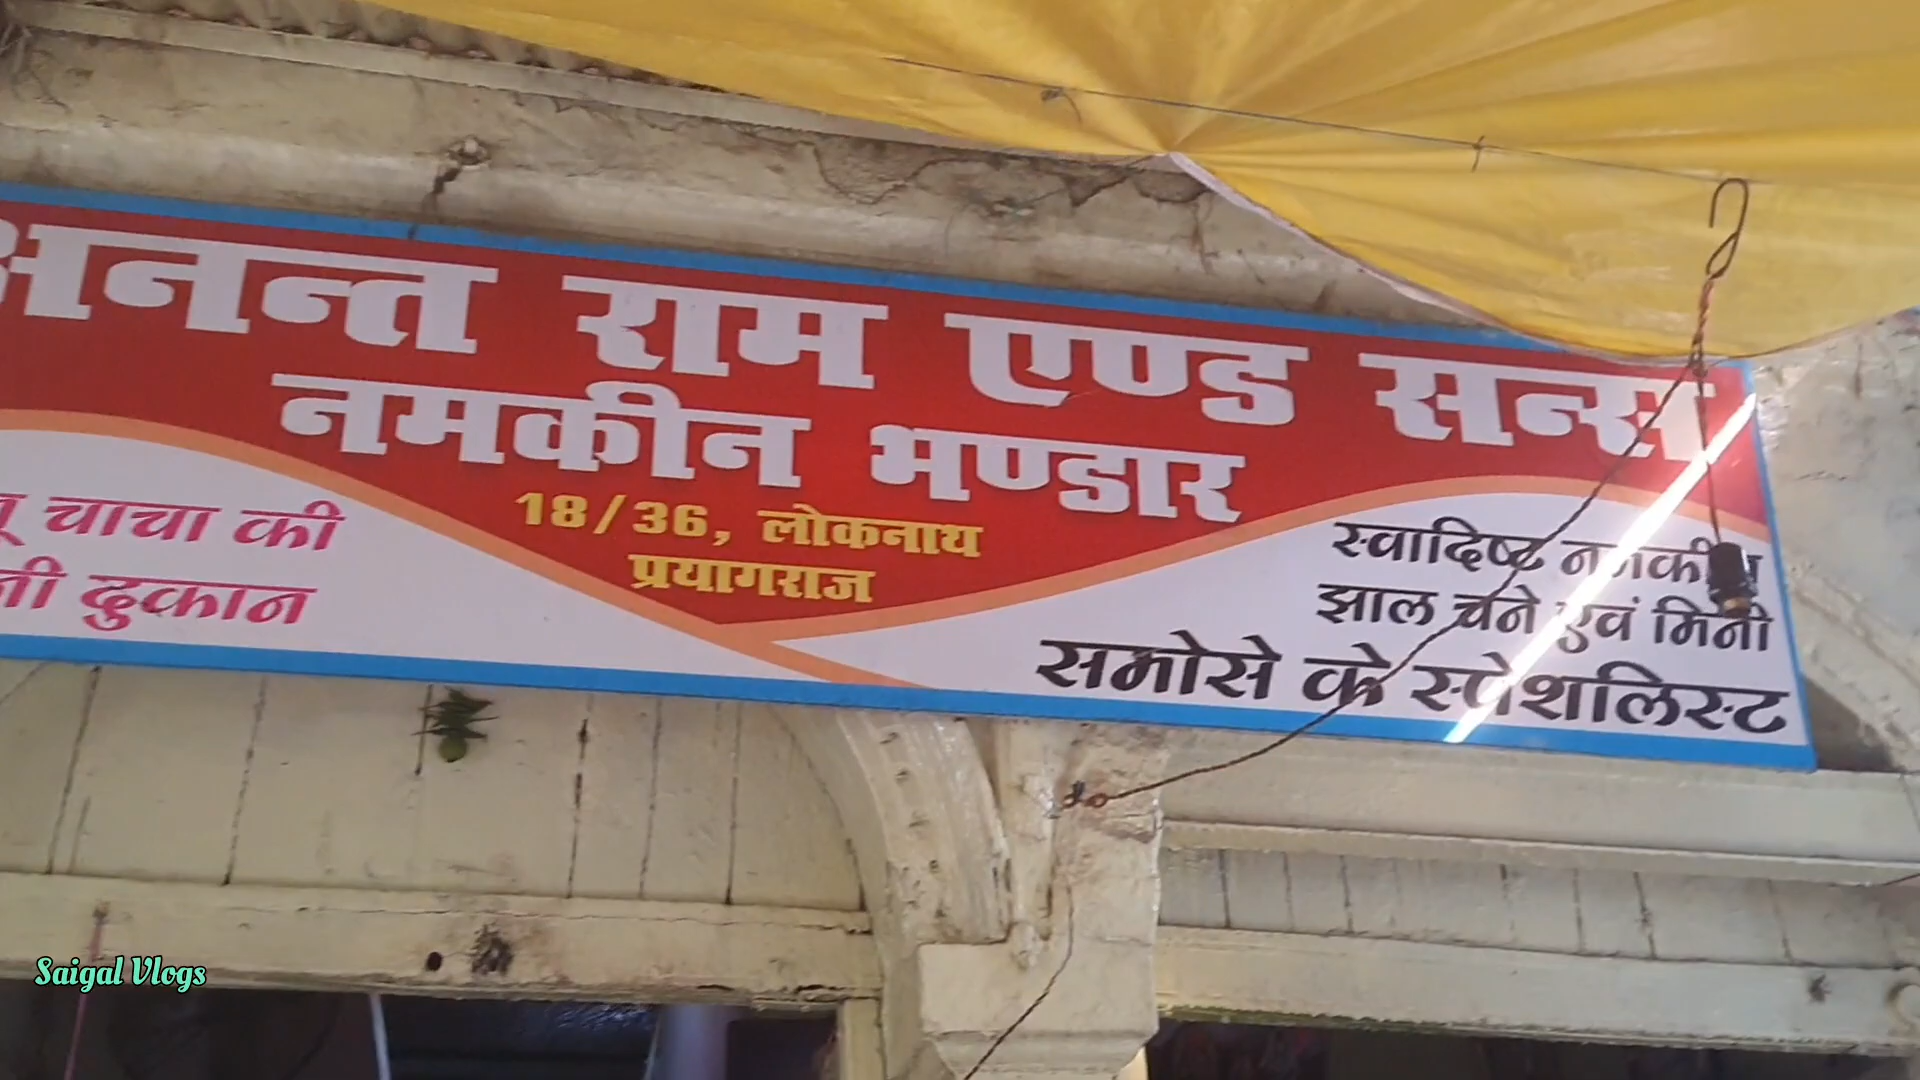 अनन्त राम एण्ड सन्स
नमकीन भण्डार
18/36, लोकनाथ
प्रयागराज
चाचा की
दुकान
स्वादिष्ट नमकीन
झाल चने एवं मिनी
समोसे के स्पेशलिस्ट
Saigal Vlogs